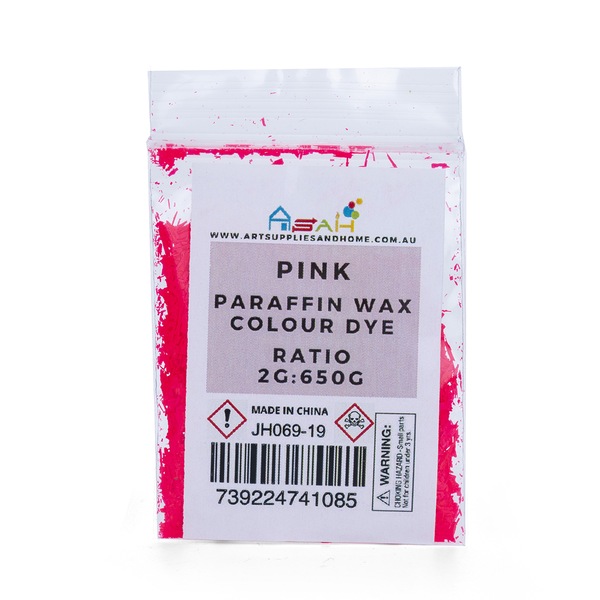 ASAH
WWW.ARTSUPPLIESANDHOME.COM.AU
PINK
PARAFFIN WAX
COLOUR DYE
RATIO
2G:650G
MADE IN CHINA
JH069-19
739224741085
WARNING:
CHOKING HAZARD-Small parts
Not for children under 3 yrs.